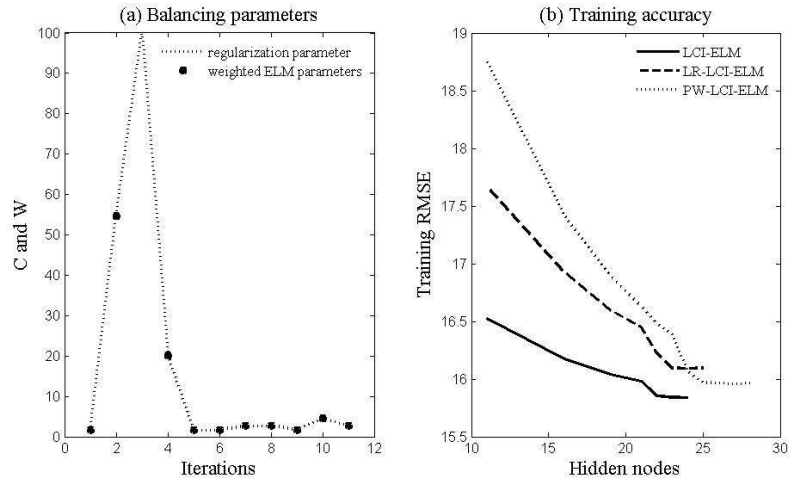 (a) Balancing parameters
100
90
80
70
60
50
40
30
20
10
0
0
2
4
6
8
10
12
C and W
Iterations
regularization parameter
weighted ELM parameters
(b) Training accuracy
19
18.5
18
17.5
17
16.5
16
15.5
10
15
20
25
30
Training RMSE
Hidden nodes
LCI-ELM
LR-LCI-ELM
PW-LCI-ELM